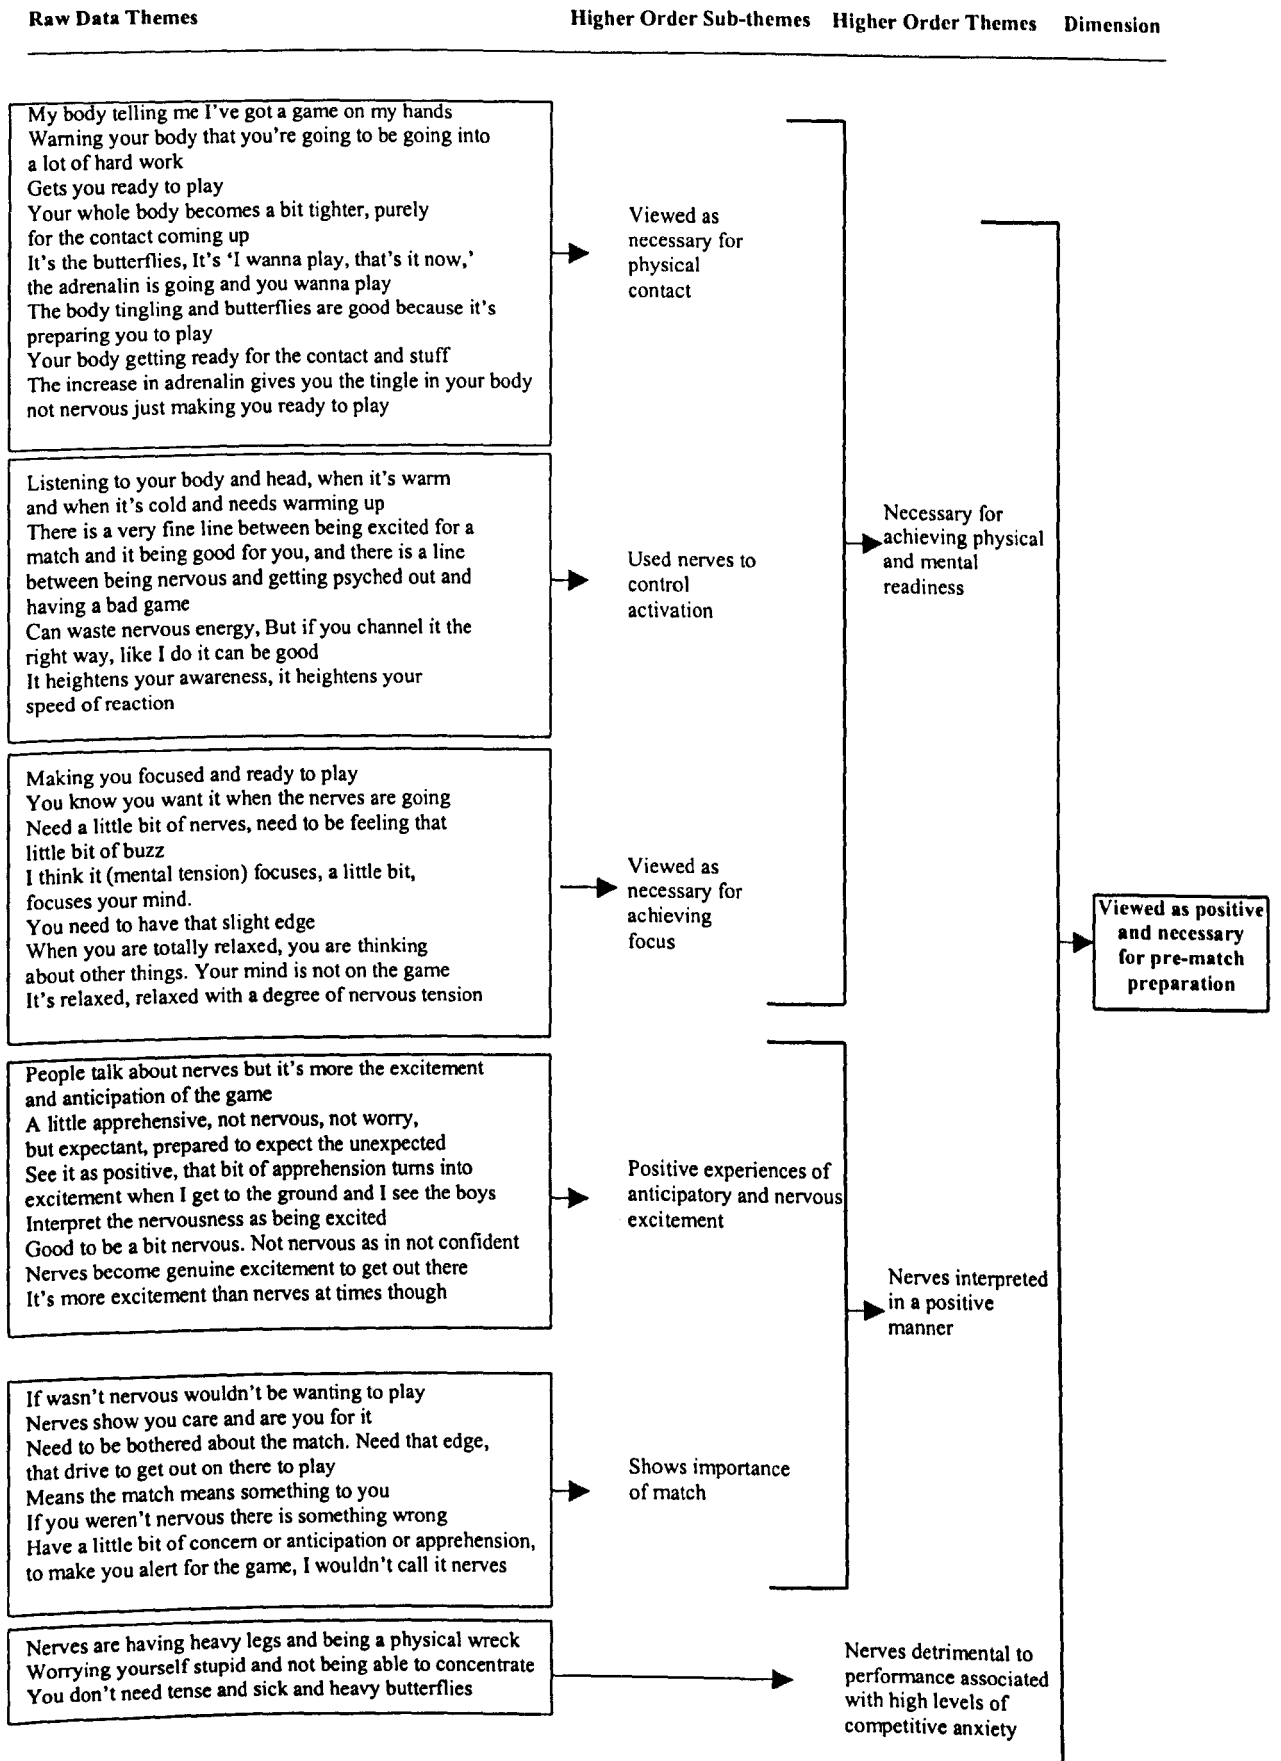 Raw Data Themes
Higher Order Sub-themes
Higher Order Themes
Dimension
My body telling me I've got a game on my hands
Warning your body that you're going to be going into
a lot of hard work
Gets you ready to play
Your whole body becomes a bit tighter, purely
for the contact coming up
It's the butterflies, It's ‘I wanna play, that's it now,’
the adrenalin is going and you wanna play
The body tingling and butterflies are good because it's
preparing you to play
Your body getting ready for the contact and stuff
The increase in adrenalin gives you the tingle in your body
not nervous just making you ready to play
Viewed as
necessary for
physical
contact
Listening to your body and head, when it's warm
and when it's cold and needs warming up
There is a very fine line between being excited for a
match and it being good for you, and there is a line
between being nervous and getting psyched out and
having a bad game
Can waste nervous energy, But if you channel it the
right way, like I do it can be good
It heightens your awareness, it heightens your
speed of reaction
Used nerves to
control
activation
Necessary for
achieving physical
and mental
readiness
Making you focused and ready to play
You know you want it when the nerves are going
Need a little bit of nerves, need to be feeling that
little bit of buzz
I think it (mental tension) focuses, a little bit,
focuses your mind.
You need to have that slight edge
When you are totally relaxed, you are thinking
about other things. Your mind is not on the game
It's relaxed, relaxed with a degree of nervous tension
Viewed as
necessary for
achieving
focus
Viewed as positive
and necessary
for pre-match
preparation
People talk about nerves but it's more the excitement
and anticipation of the game
A little apprehensive, not nervous, not worry,
but expectant, prepared to expect the unexpected
See it as positive, that bit of apprehension turns into
excitement when I get to the ground and I see the boys
Interpret the nervousness as being excited
Good to be a bit nervous. Not nervous as in not confident
Nerves become genuine excitement to get out there
It's more excitement than nerves at times though
Positive experiences of
anticipatory and nervous
excitement
Nerves interpreted
in a positive
manner
If wasn't nervous wouldn't be wanting to play
Nerves show you care and are you for it
Need to be bothered about the match. Need that edge,
that drive to get out on there to play
Means the match means something to you
If you weren't nervous there is something wrong
Have a little bit of concern or anticipation or apprehension,
to make you alert for the game, I wouldn't call it nerves
Shows importance
of match
Nerves are having heavy legs and being a physical wreck
Worrying yourself stupid and not being able to concentrate
You don't need tense and sick and heavy butterflies
Nerves detrimental to
performance associated
with high levels of
competitive anxiety